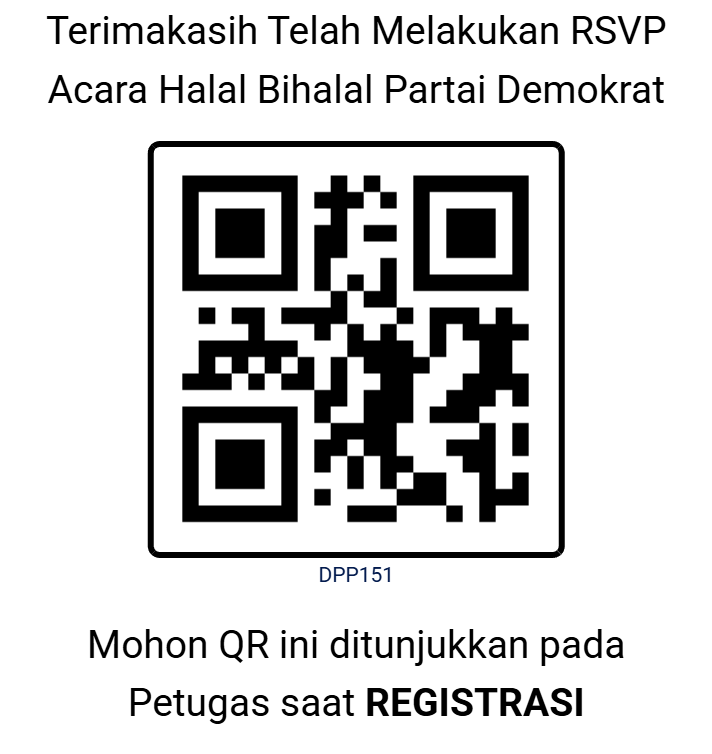 Terimakasih Telah Melakukan RSVP
Acara Halal Bihalal Partai Demokrat
DPP151
Mohon QR ini ditunjukkan pada
Petugas saat REGISTRASI